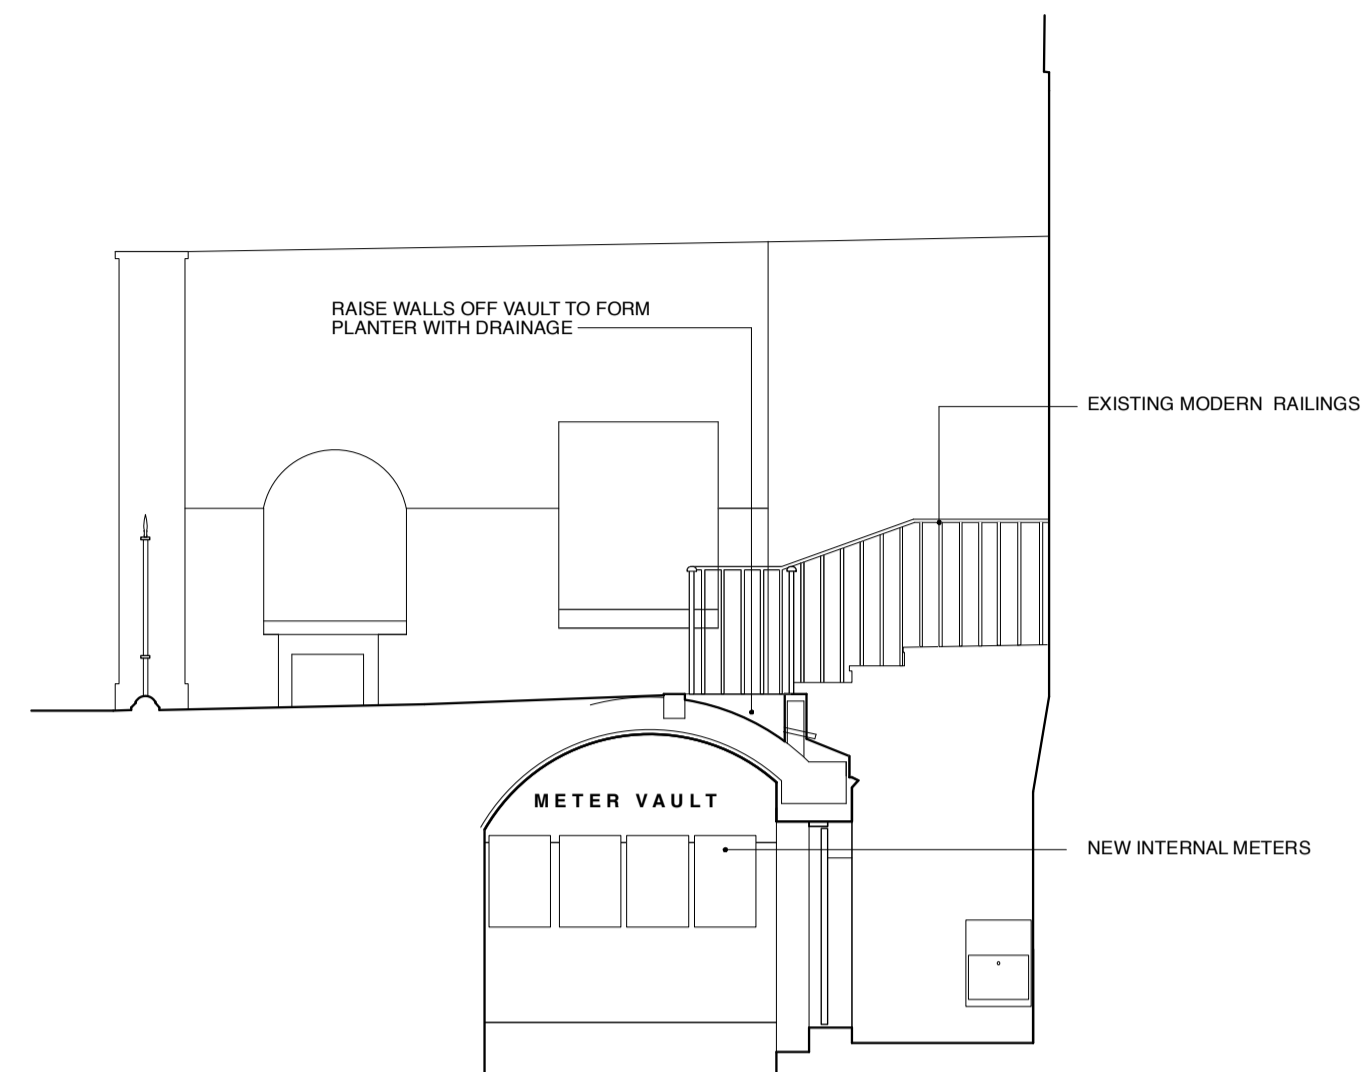 RAISE WALLS OFF VAULT TO FORM
PLANTER WITH DRAINAGE
EXISTING MODERN RAILINGS
METER VAULT
NEW INTERNAL METERS